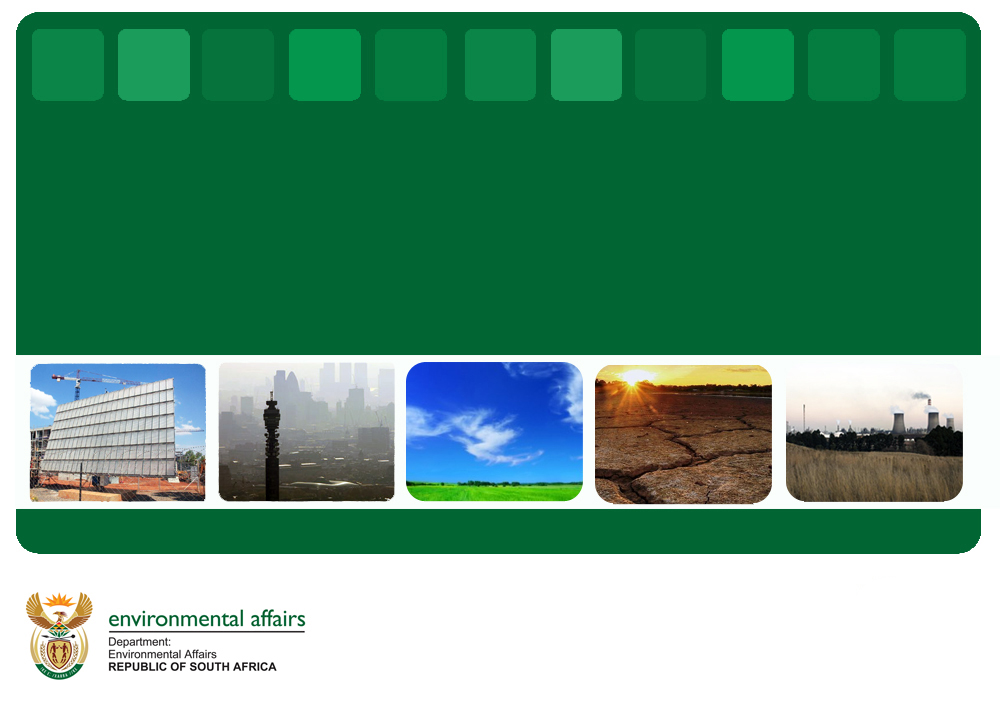 environmental affairs
Department:
Environmental Affairs
REPUBLIC OF SOUTH AFRICA